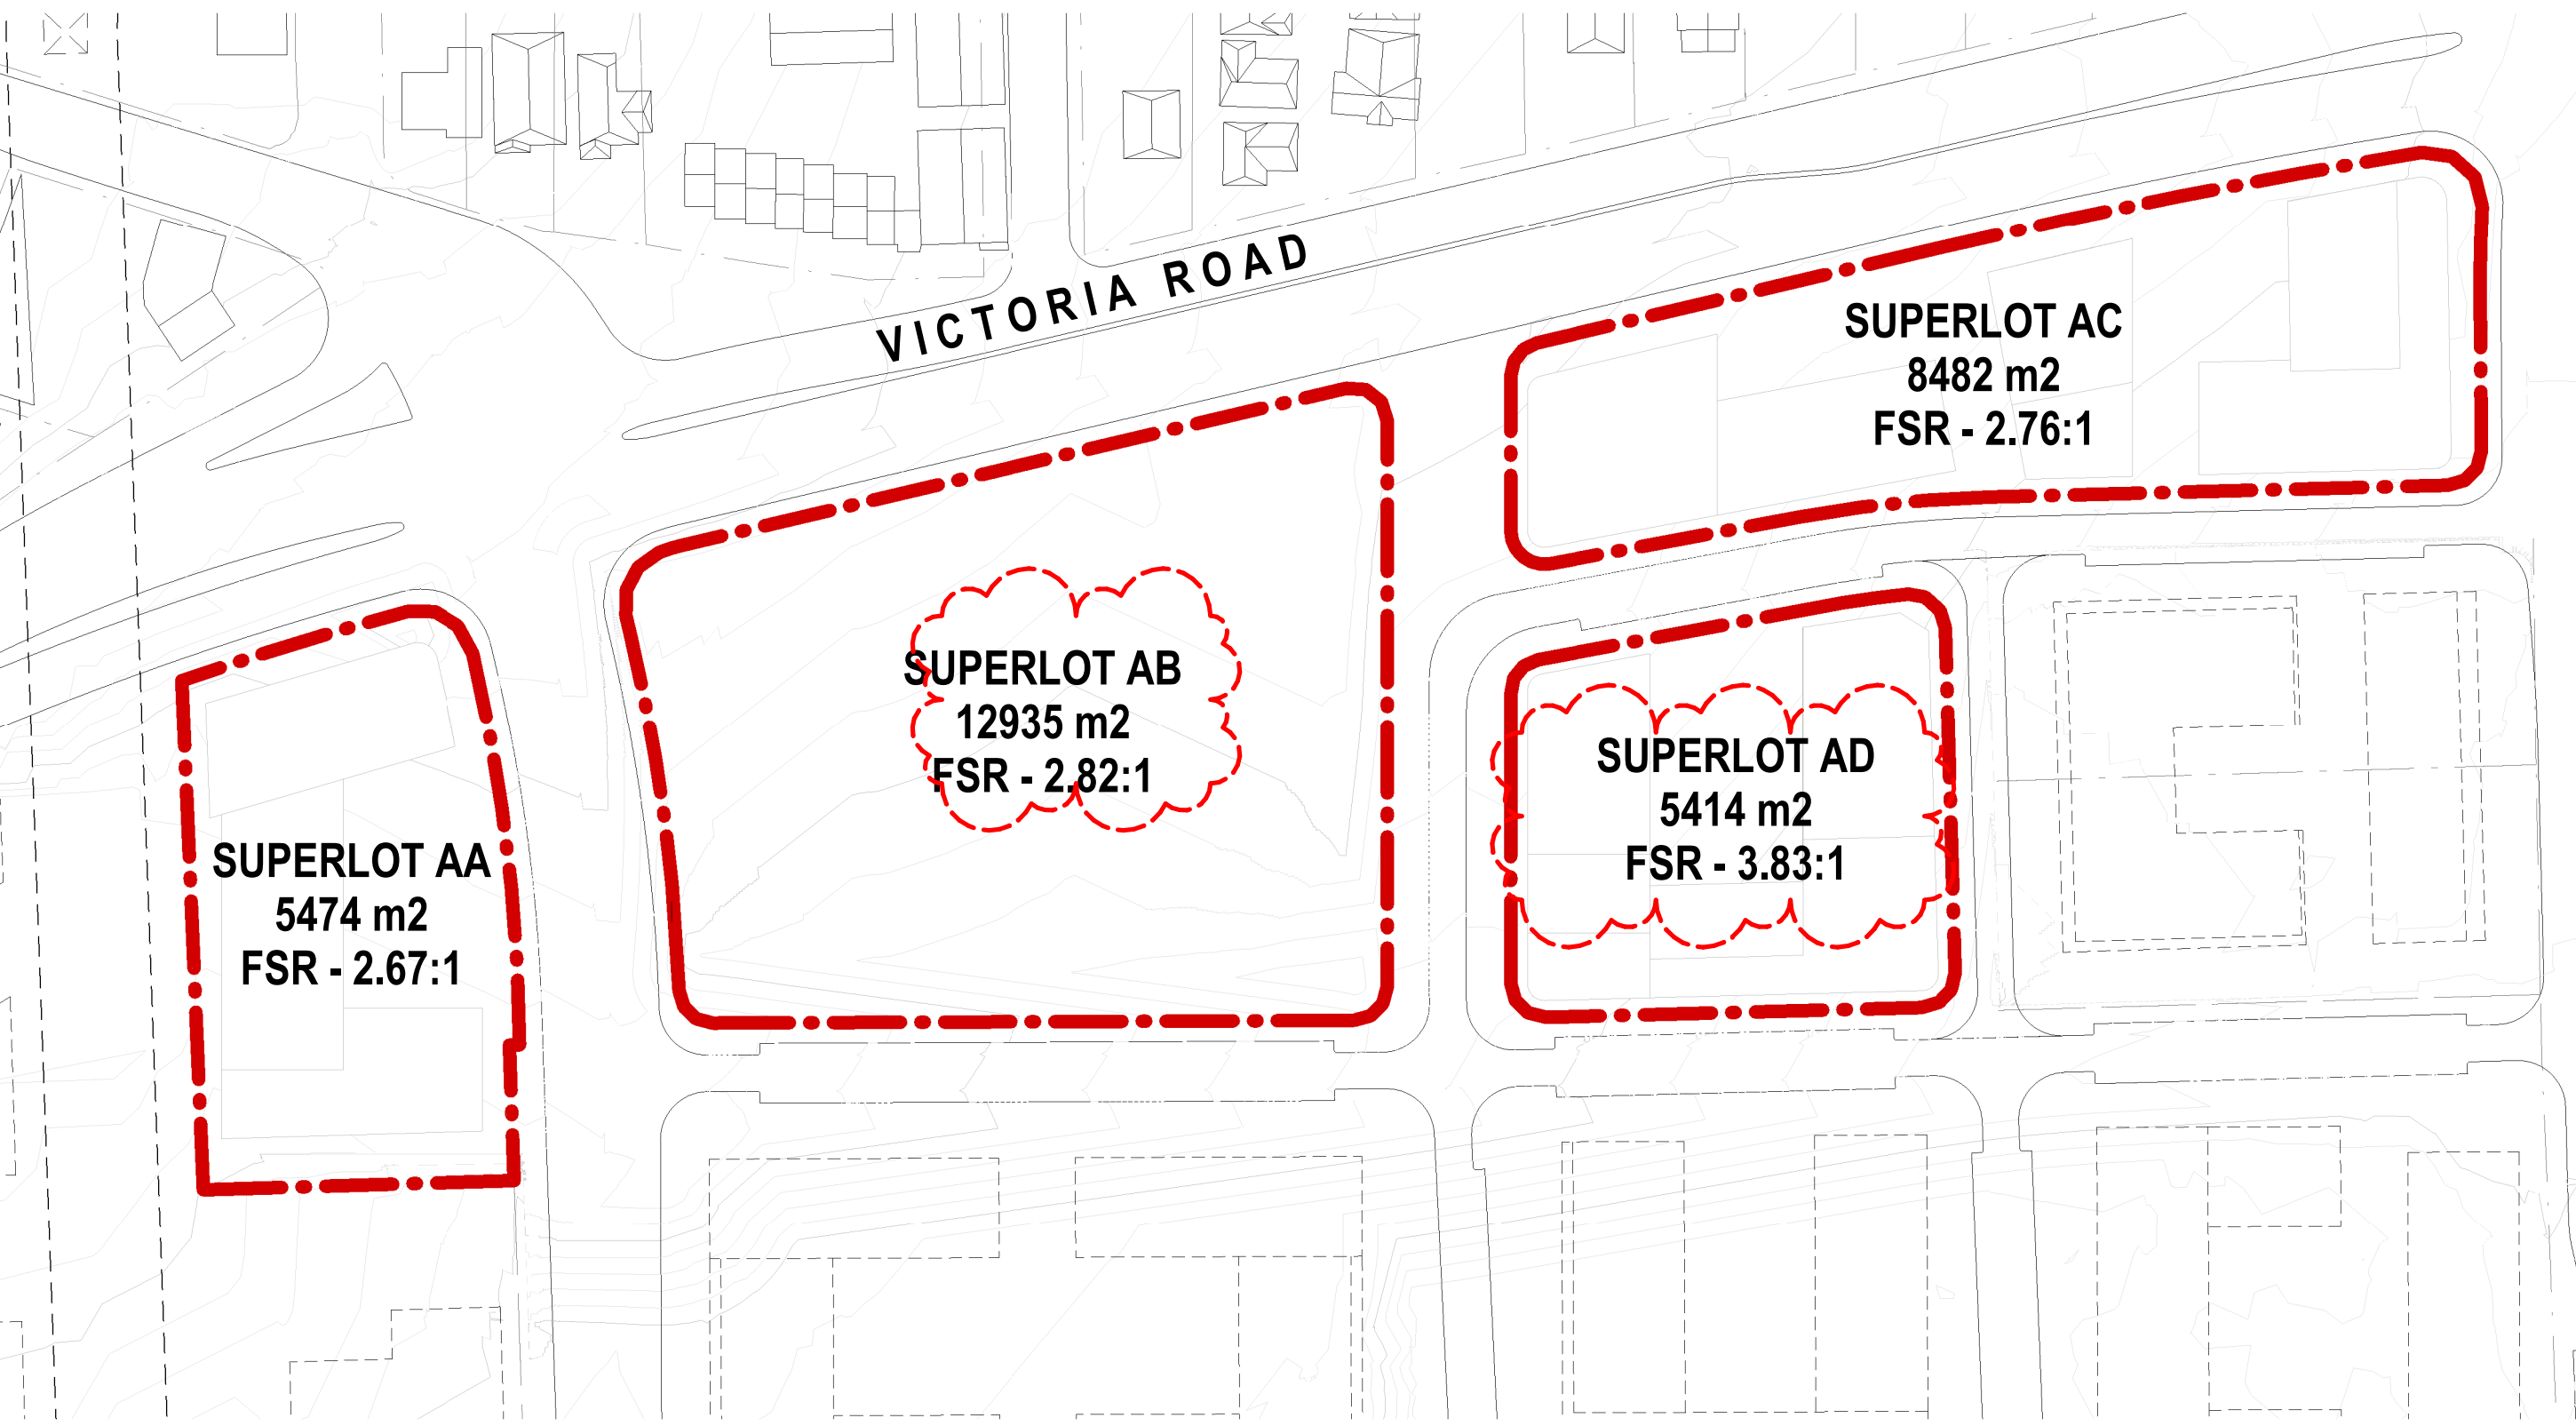 VICTORIA ROAD
SUPERLOT AC
8482 m2
FSR - 2.76:1
SUPERLOT AB
12935 m2
FSR - 2.82:1
SUPERLOT AD
5414 m2
FSR - 3.83:1
SUPERLOT AA
5474 m2
FSR - 2.67:1